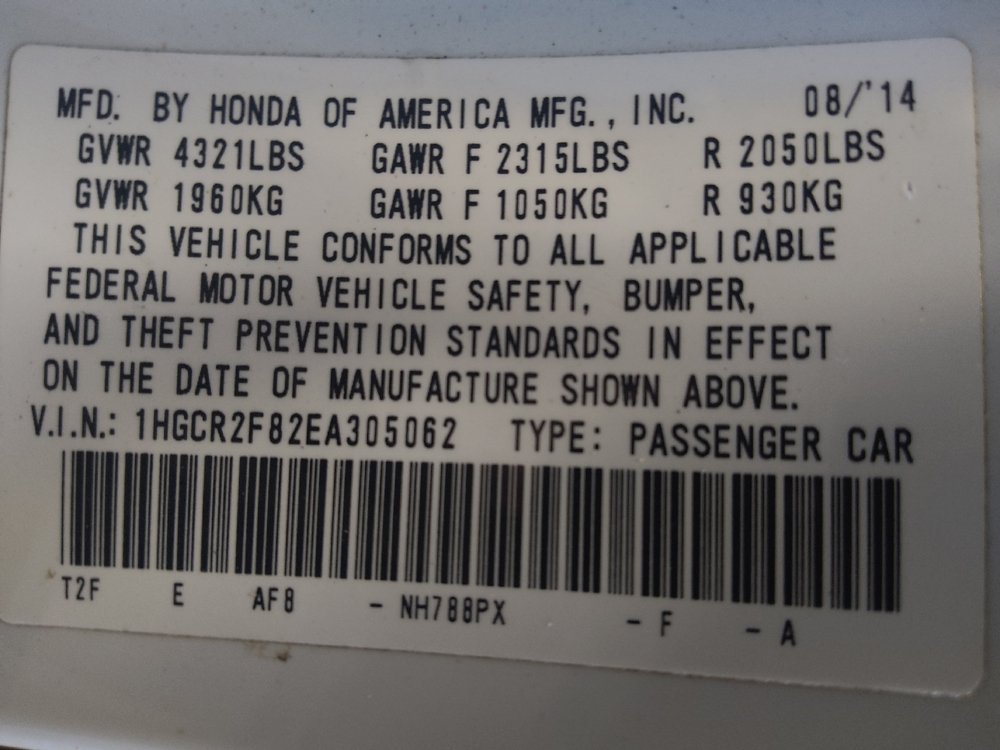 MFD. BY HONDA OF AMERICA MFG., INC. 08/'14
GVWR 4321LBS GAWR F 2315LBS R 2050LBS
GVWR 1960KG GAWR F 1050KG R 930KG
THIS VEHICLE CONFORMS TO ALL APPLICABLE
FEDERAL MOTOR VEHICLE SAFETY, BUMPER,
AND THEFT PREVENTION STANDARDS IN EFFECT
ON THE DATE OF MANUFACTURE SHOWN ABOVE.
V.I.N.: 1HGCR2F82EA305062 TYPE: PASSENGER CAR
T2F E AF8 - NH788PX - F - A